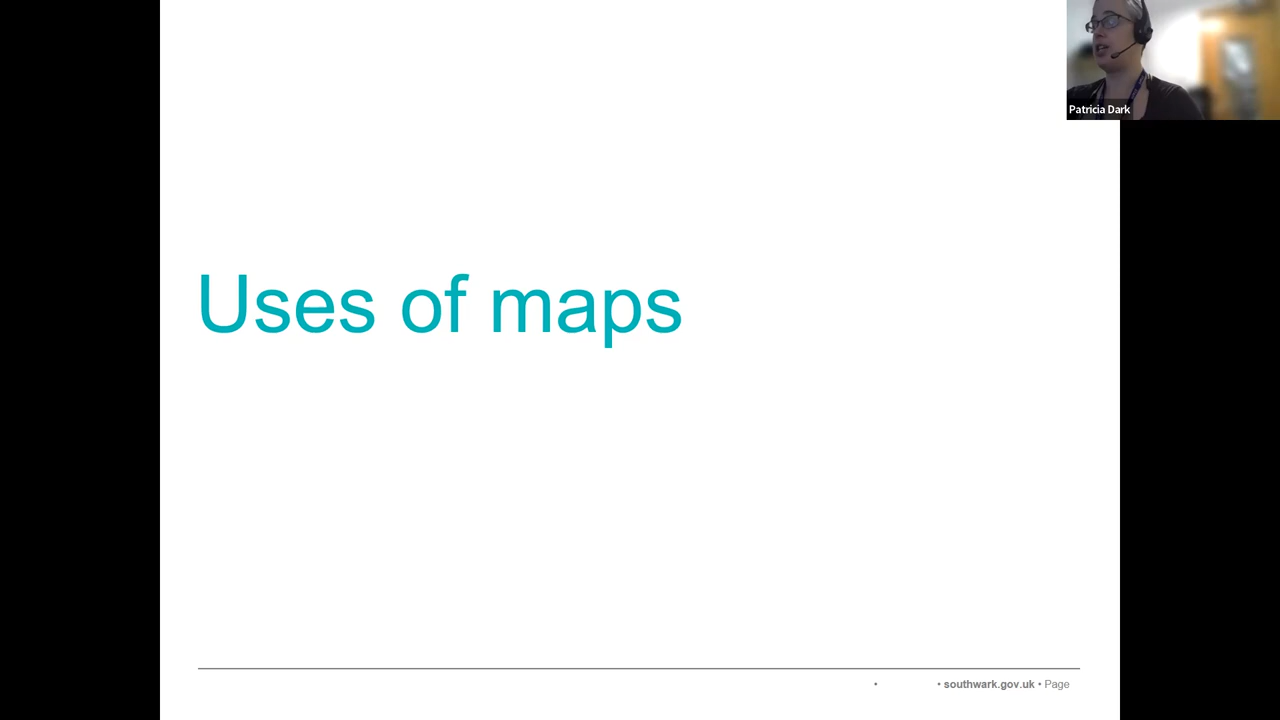 Patricia Dark
Uses of maps
• • southwark.gov.uk • Page